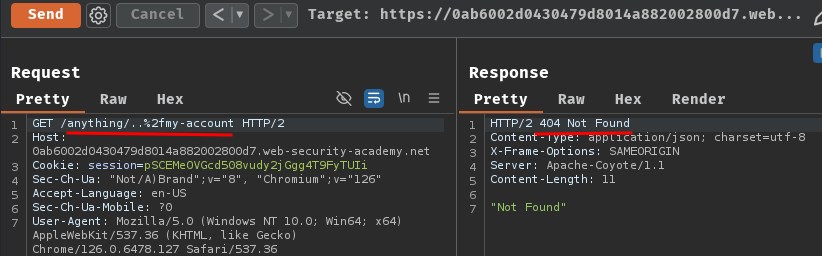 Send Cancel < > Target: https://0ab6002d0430479d8014a882002800d7.web...
Request
Pretty Raw Hex \n
1 GET /anything/..%2fmy-account HTTP/2
2 Host:
0ab6002d0430479d8014a882002800d7.web-security-academy.net
3 Cookie: session=pSCEMeOVGcd508vudy2jGgg4T9FyTUIi
4 Sec-Ch-Ua: "Not/A)Brand";v="8", "Chromium";v="126"
5 Accept-Language: en-US
6 Sec-Ch-Ua-Mobile: ?0
7 User-Agent: Mozilla/5.0 (Windows NT 10.0; Win64; x64)
AppleWebKit/537.36 (KHTML, like Gecko)
Chrome/126.0.6478.127 Safari/537.36
Response
Pretty Raw Hex Render
1 HTTP/2 404 Not Found
2 Content-Type: application/json; charset=utf-8
3 X-Frame-Options: SAMEORIGIN
4 Server: Apache-Coyote/1.1
5 Content-Length: 11
6
7 "Not Found"